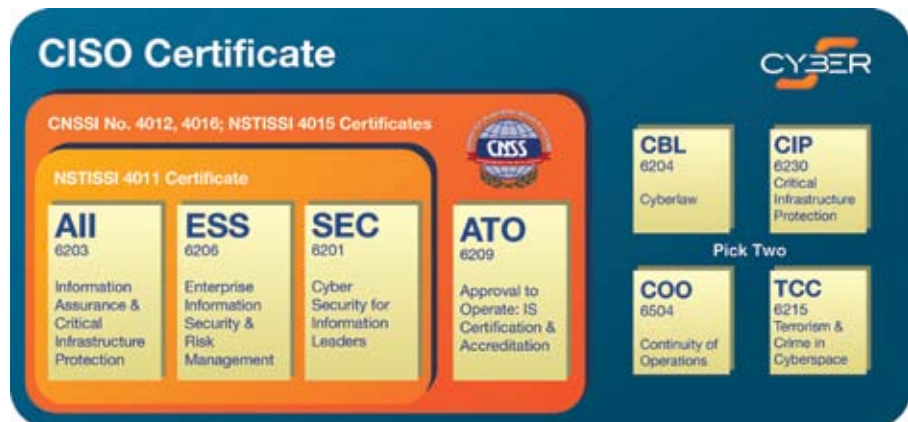 CISO Certificate
CYBER
CNSSI No. 4012, 4016; NSTISSI 4015 Certificates
CNSS
NSTISSI 4011 Certificate
AII
6203
Information
Assurance &
Critical
Infrastructure
Protection
ESS
6206
Enterprise
Information
Security &
Risk
Management
SEC
6201
Cyber
Security for
Information
Leaders
ATO
6209
Approval to
Operate: IS
Certification &
Accreditation
CBL
6204
Cyberlaw
CIP
6230
Critical
Infrastructure
Protection
Pick Two
COO
6504
Continuity of
Operations
TCC
6215
Terrorism &
Crime in
Cyberspace